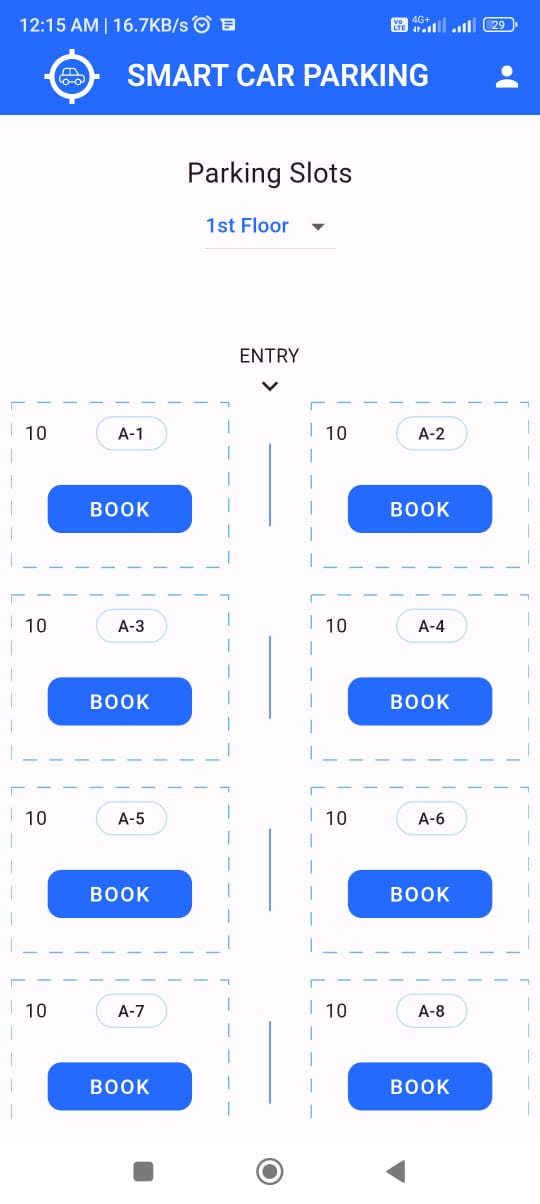 12:15 AM | 16.7KB/s
Vo LTE 4G+ 29
SMART CAR PARKING
Parking Slots
1st Floor
ENTRY
10 A-1 10 A-2
BOOK BOOK
10 A-3 10 A-4
BOOK BOOK
10 A-5 10 A-6
BOOK BOOK
10 A-7 10 A-8
BOOK BOOK